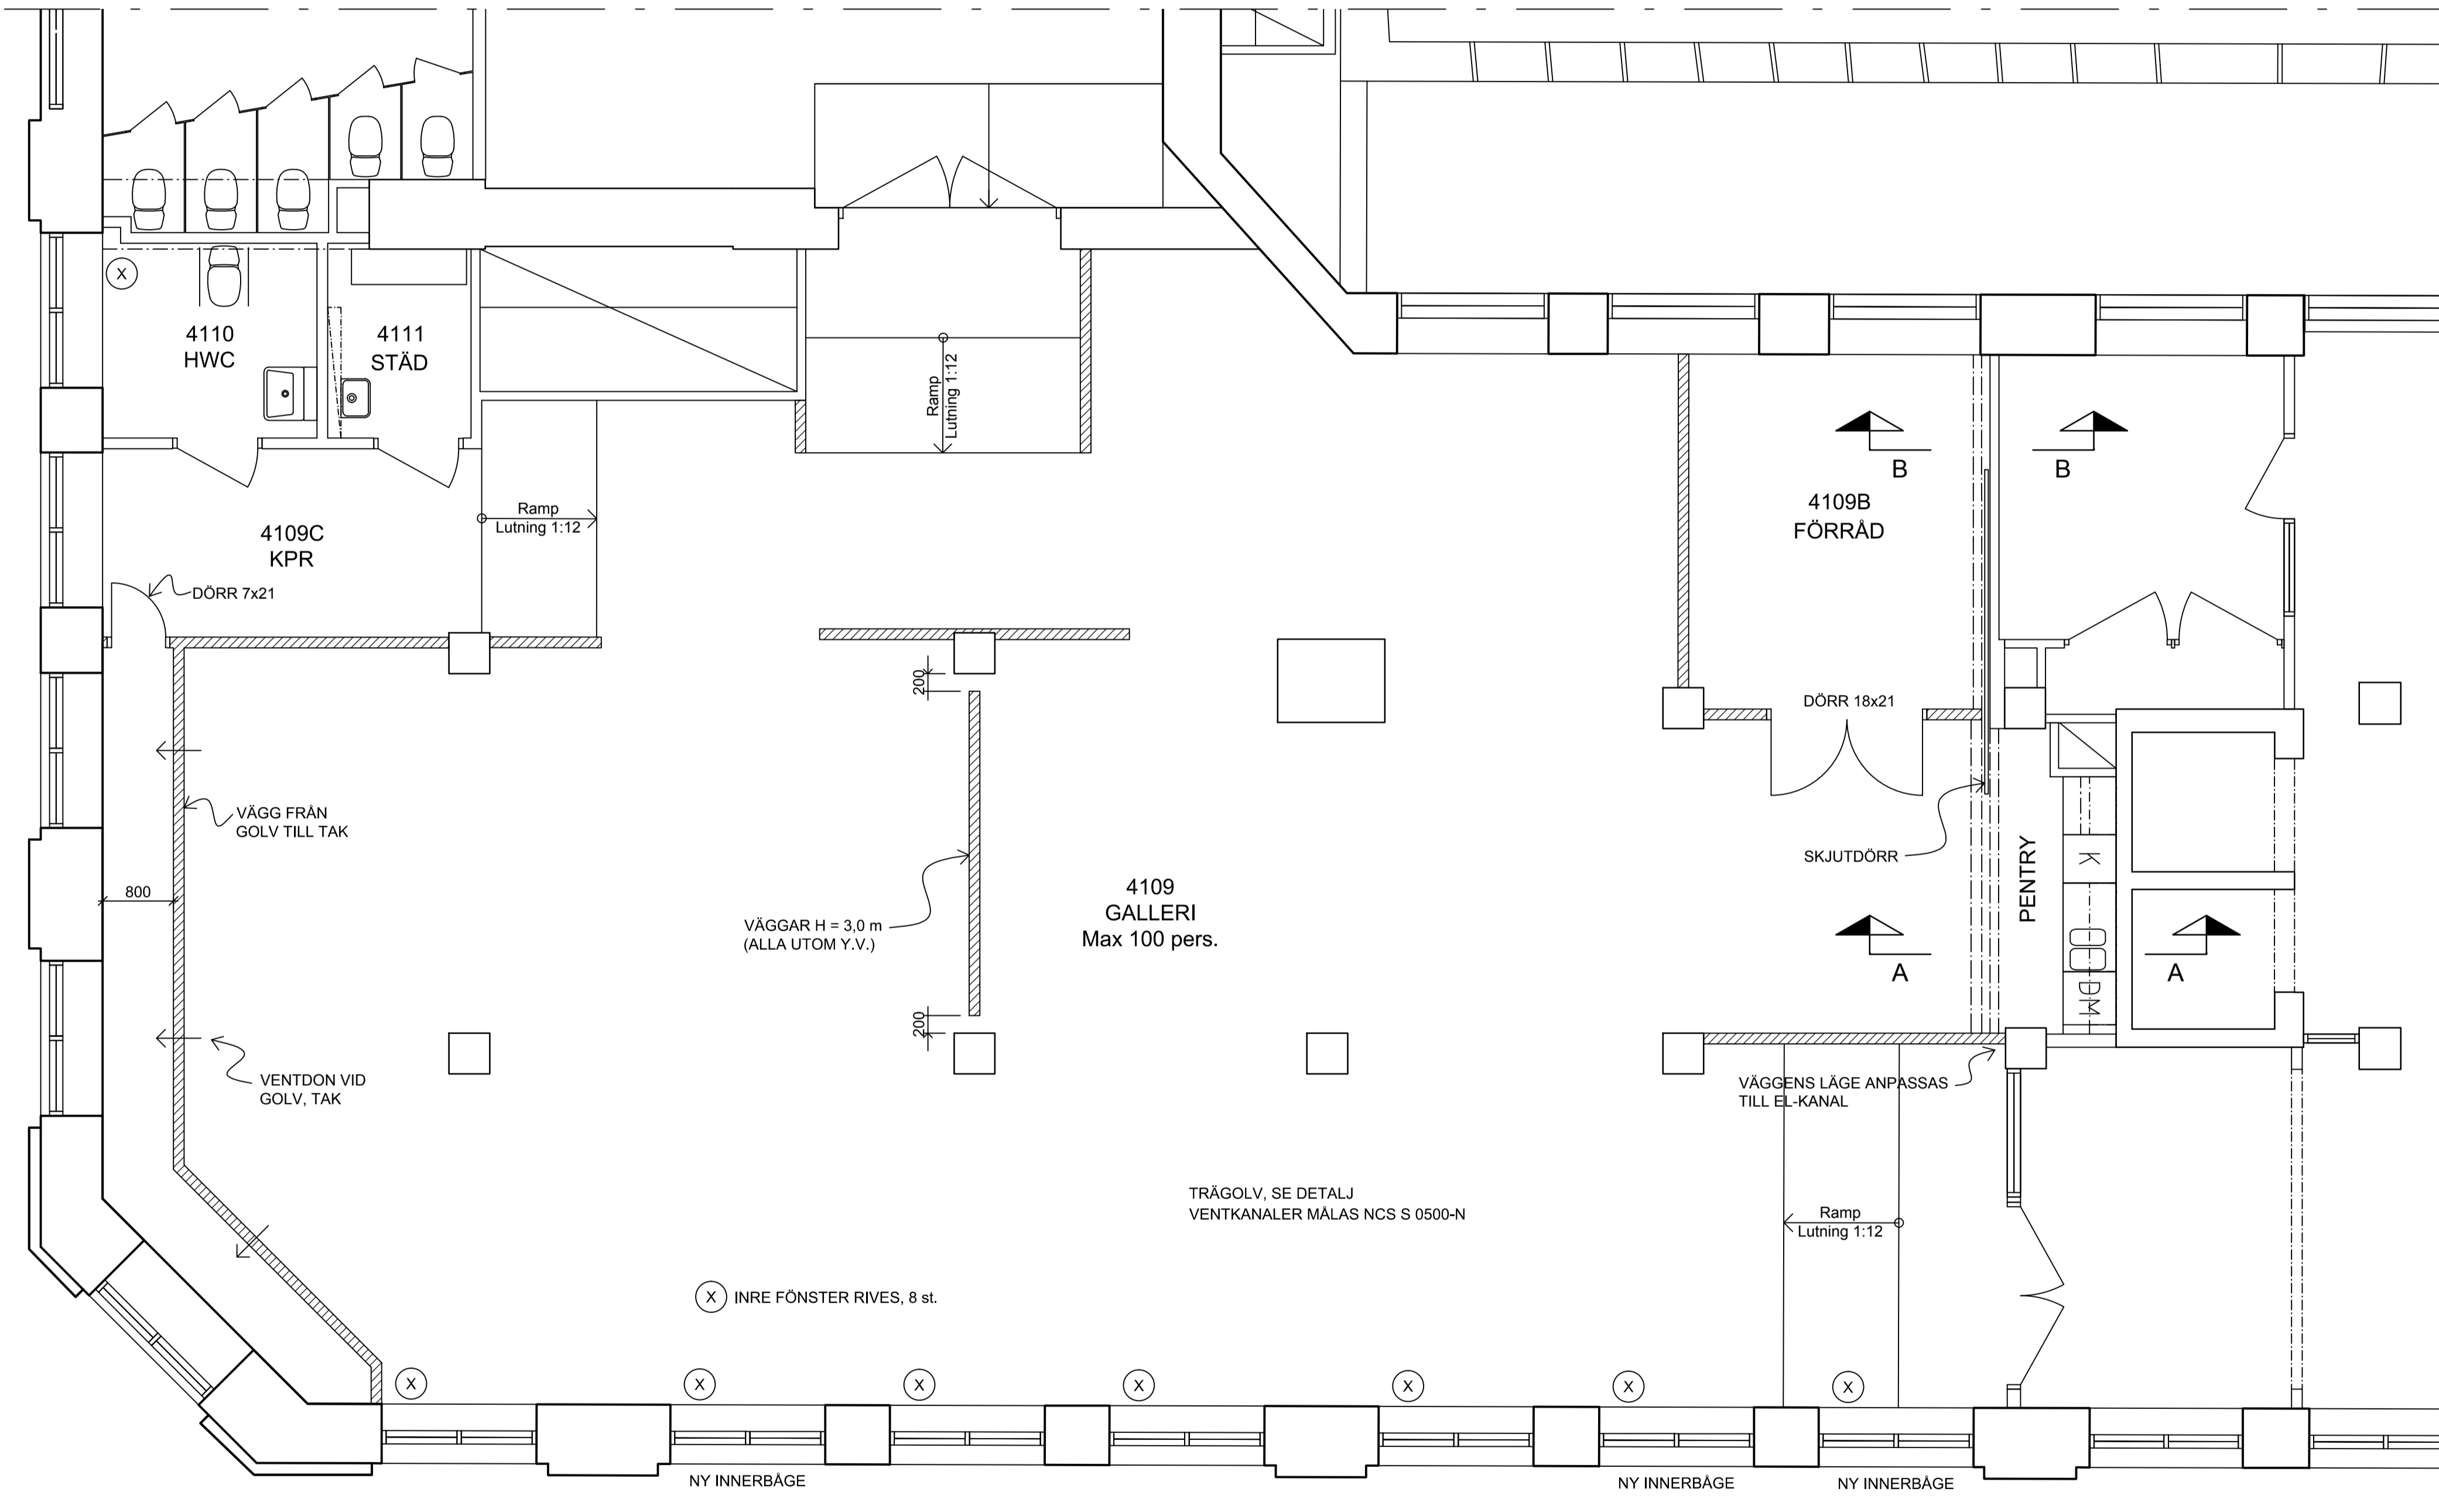 X
4110
HWC
4111
STÄD
Ramp
Lutning 1:12
B
B
4109B
FÖRRÅD
Ramp
Lutning 1:12
4109C
KPR
DÖRR 7x21
200
DÖRR 18x21
VÄGG FRÅN
GOLV TILL TAK
SKJUTDÖRR
PENTRY
K
800
4109
GALLERI
Max 100 pers.
VÄGGAR H = 3,0 m
(ALLA UTOM Y.V.)
A
A
DM
200
VENTDON VID
GOLV, TAK
VÄGGENS LÄGE ANPASSAS
TILL EL-KANAL
TRÄGOLV, SE DETALJ
VENTKANALER MÅLAS NCS S 0500-N
Ramp
Lutning 1:12
X INRE FÖNSTER RIVES, 8 st.
X
X
X
X
X
X
X
NY INNERBÅGE
NY INNERBÅGE
NY INNERBÅGE